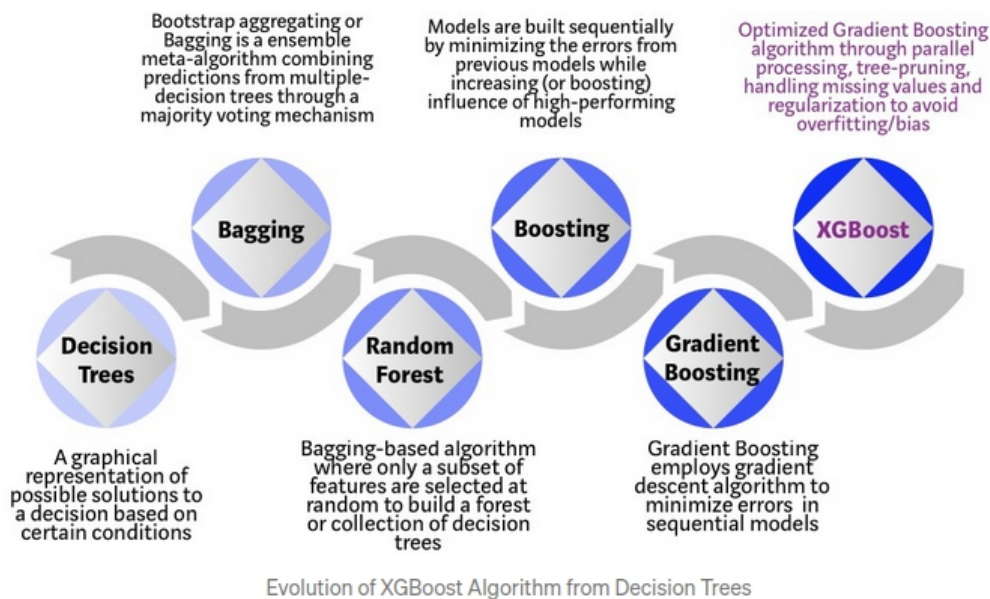 Bootstrap aggregating or
Bagging is a ensemble
meta-algorithm combining
predictions from multiple-
decision trees through a
majority voting mechanism
Models are built sequentially
by minimizing the errors from
previous models while
increasing (or boosting)
influence of high-performing
models
Optimized Gradient Boosting
algorithm through parallel
processing, tree-pruning,
handling missing values and
regularization to avoid
overfitting/bias
Bagging
Boosting
XGBoost
Decision
Trees
Random
Forest
Gradient
Boosting
A graphical
representation of
possible solutions to
a decision based on
certain conditions
Bagging-based algorithm
where only a subset of
features are selected at
random to build a forest
or collection of decision
trees
Gradient Boosting
employs gradient
descent algorithm to
minimize errors in
sequential models
Evolution of XGBoost Algorithm from Decision Trees